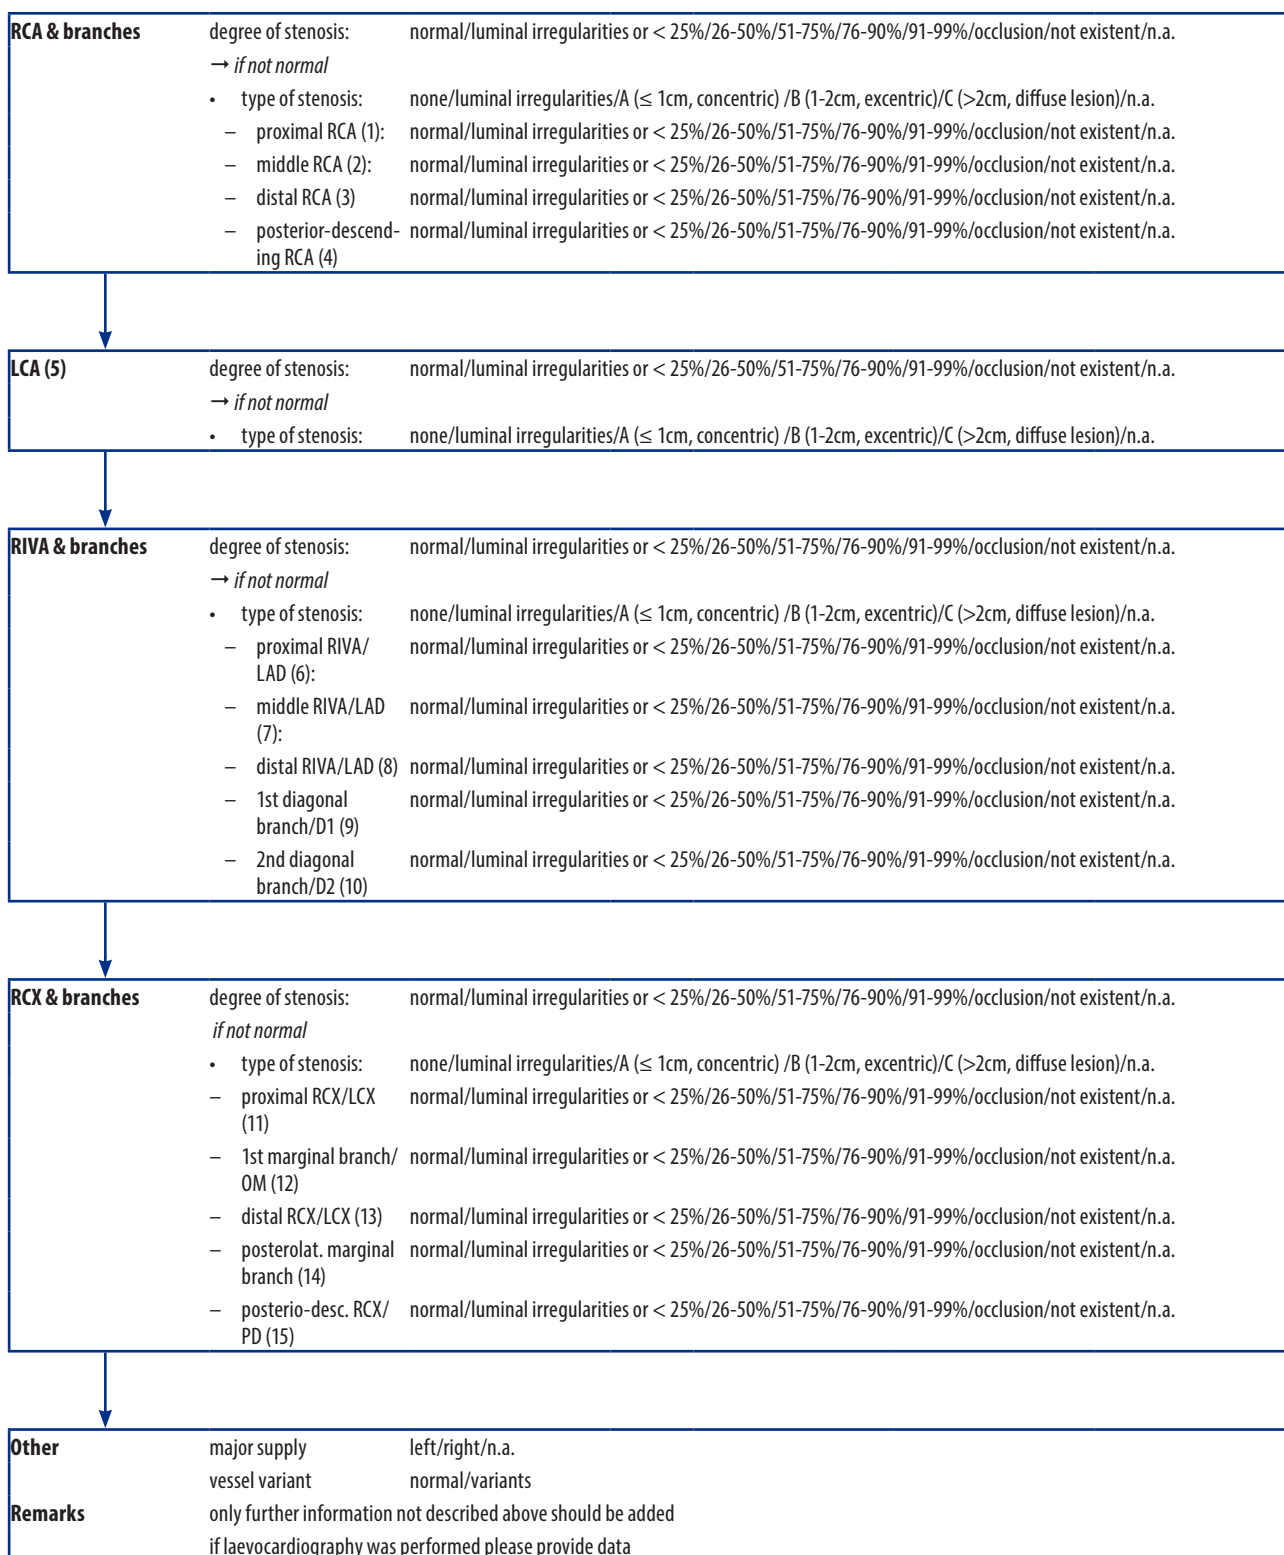 RCA & branches degree of stenosis: normal/luminal irregularities or < 25%/26-50%/51-75%/76-90%/91-99%/occlusion/not existent/n.a.
→ if not normal
• type of stenosis: none/luminal irregularities/A (≤ 1cm, concentric) /B (1-2cm, excentric)/C (>2cm, diffuse lesion)/n.a.
– proximal RCA (1): normal/luminal irregularities or < 25%/26-50%/51-75%/76-90%/91-99%/occlusion/not existent/n.a.
– middle RCA (2): normal/luminal irregularities or < 25%/26-50%/51-75%/76-90%/91-99%/occlusion/not existent/n.a.
– distal RCA (3) normal/luminal irregularities or < 25%/26-50%/51-75%/76-90%/91-99%/occlusion/not existent/n.a.
– posterior-descend- normal/luminal irregularities or < 25%/26-50%/51-75%/76-90%/91-99%/occlusion/not existent/n.a.
ing RCA (4)
LCA (5) degree of stenosis: normal/luminal irregularities or < 25%/26-50%/51-75%/76-90%/91-99%/occlusion/not existent/n.a.
→ if not normal
• type of stenosis: none/luminal irregularities/A (≤ 1cm, concentric) /B (1-2cm, excentric)/C (>2cm, diffuse lesion)/n.a.
RIVA & branches degree of stenosis: normal/luminal irregularities or < 25%/26-50%/51-75%/76-90%/91-99%/occlusion/not existent/n.a.
→ if not normal
• type of stenosis: none/luminal irregularities/A (≤ 1cm, concentric) /B (1-2cm, excentric)/C (>2cm, diffuse lesion)/n.a.
– proximal RIVA/ normal/luminal irregularities or < 25%/26-50%/51-75%/76-90%/91-99%/occlusion/not existent/n.a.
LAD (6):
– middle RIVA/LAD normal/luminal irregularities or < 25%/26-50%/51-75%/76-90%/91-99%/occlusion/not existent/n.a.
(7):
– distal RIVA/LAD (8) normal/luminal irregularities or < 25%/26-50%/51-75%/76-90%/91-99%/occlusion/not existent/n.a.
– 1st diagonal normal/luminal irregularities or < 25%/26-50%/51-75%/76-90%/91-99%/occlusion/not existent/n.a.
branch/D1 (9)
– 2nd diagonal normal/luminal irregularities or < 25%/26-50%/51-75%/76-90%/91-99%/occlusion/not existent/n.a.
branch/D2 (10)
RCX & branches degree of stenosis: normal/luminal irregularities or < 25%/26-50%/51-75%/76-90%/91-99%/occlusion/not existent/n.a.
if not normal
• type of stenosis: none/luminal irregularities/A (≤ 1cm, concentric) /B (1-2cm, excentric)/C (>2cm, diffuse lesion)/n.a.
– proximal RCX/LCX normal/luminal irregularities or < 25%/26-50%/51-75%/76-90%/91-99%/occlusion/not existent/n.a.
(11)
– 1st marginal branch/ normal/luminal irregularities or < 25%/26-50%/51-75%/76-90%/91-99%/occlusion/not existent/n.a.
OM (12)
– distal RCX/LCX (13) normal/luminal irregularities or < 25%/26-50%/51-75%/76-90%/91-99%/occlusion/not existent/n.a.
– posterolat. marginal normal/luminal irregularities or < 25%/26-50%/51-75%/76-90%/91-99%/occlusion/not existent/n.a.
branch (14)
– posterio-desc. RCX/ normal/luminal irregularities or < 25%/26-50%/51-75%/76-90%/91-99%/occlusion/not existent/n.a.
PD (15)
Other major supply left/right/n.a.
vessel variant normal/variants
Remarks only further information not described above should be added
if laevocardiography was performed please provide data